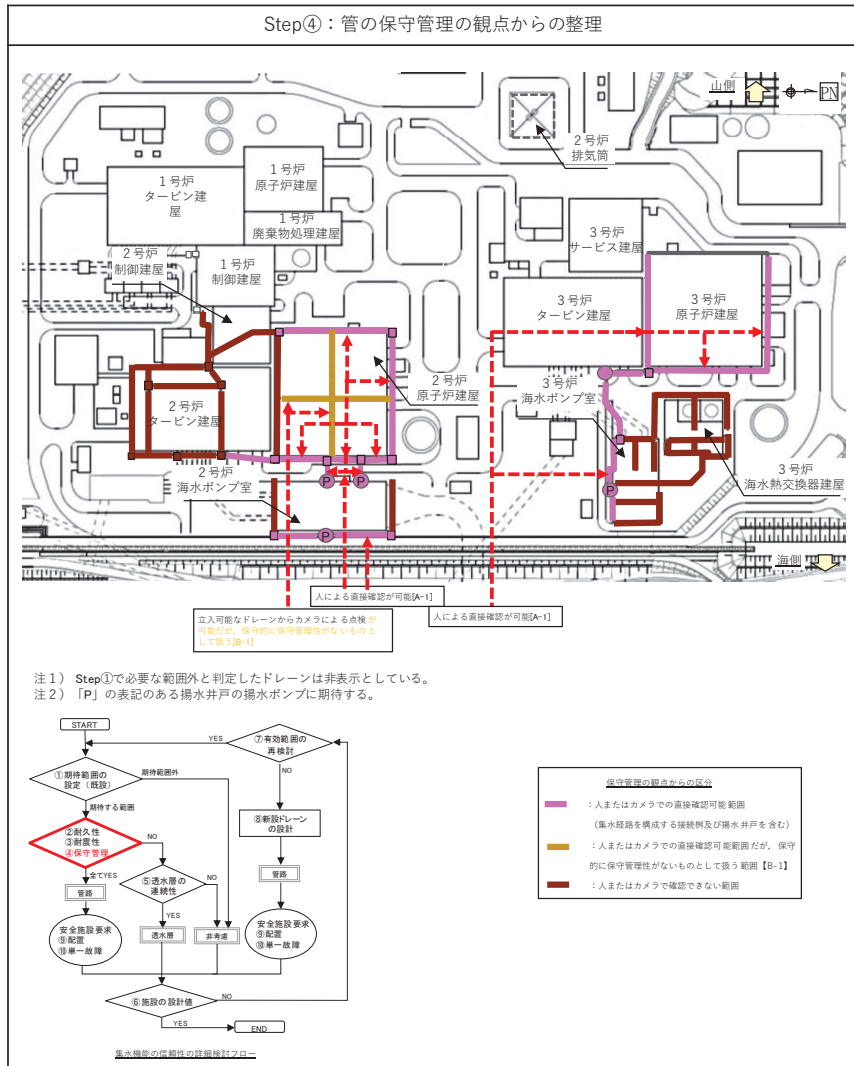 Step④：管の保守管理の観点からの整理
山側
PN
2号炉
排気筒
1号炉
原子炉建屋
1号炉
タービン建
屋
1号炉
廃棄物処理建屋
3号炉
サービス建屋
2号炉
制御建屋
1号炉
制御建屋
3号炉
タービン建屋
3号炉
原子炉建屋
2号炉
原子炉建屋
3号炉
海水ポンプ室
2号炉
タービン建屋
2号炉
海水ポンプ室
3号炉
海水熱交換器建屋
P
P
P
P
海側
人による直接確認が可能[A-1]
立入可能なドレーンからカメラによる点検が
可能だが、保守的に保守管理性がないものと
して扱う[B-1]
人による直接確認が可能[A-1]
注１） Step①で必要な範囲外と判定したドレーンは非表示としている。
注２）「P」の表記のある揚水井戸の揚水ポンプに期待する。
START
YES
⑦有効範囲の
再検討
①期待範囲の
設定（既設）
期待範囲外
NO
期待する範囲
⑧新設ドレーン
の設計
②耐久性
③耐震性
④保守管理
NO
全てYES
⑤透水層の
連続性
NO
管路
管路
YES
安全施設要求
⑨配置
⑩単一故障
透水層
非考慮
安全施設要求
⑨配置
⑩単一故障
⑥施設の設計値
NO
YES
END
集水機能の信頼性の詳細検討フロー
保守管理の観点からの区分
：人またはカメラでの直接確認可能範囲
（集水経路を構成する接続桝及び揚水井戸を含む）
：人またはカメラでの直接確認可能範囲だが、保守
的に保守管理性がないものとして扱う範囲【B-1】
：人またはカメラで確認できない範囲